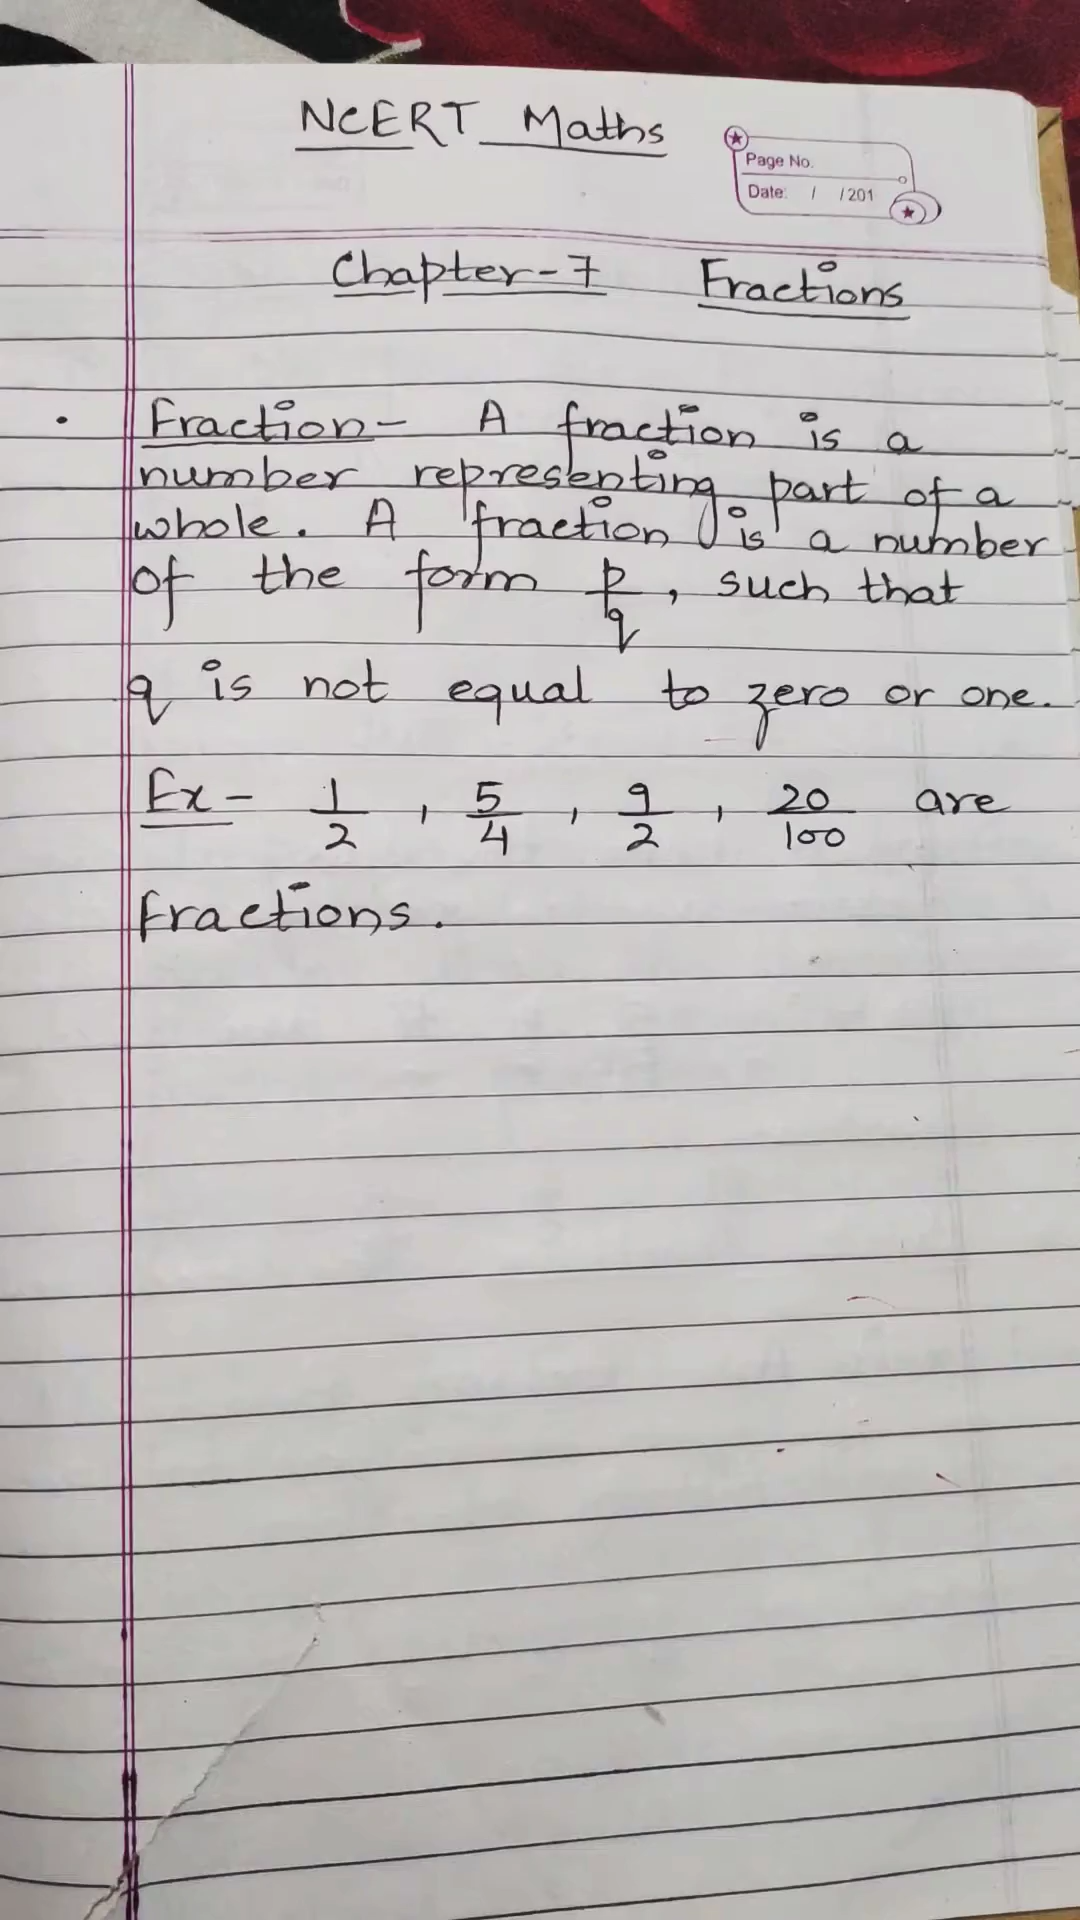 NCERT Maths
Page No.
Date: / /201
Chapter-7 Fractions
Fraction- A fraction is a
number representing part of a
whole. A fraction is a number
of the form p/q, such that
q is not equal to zero or one.
Ex- 1/2, 5/4, 9/2, 20/100 are
fractions.